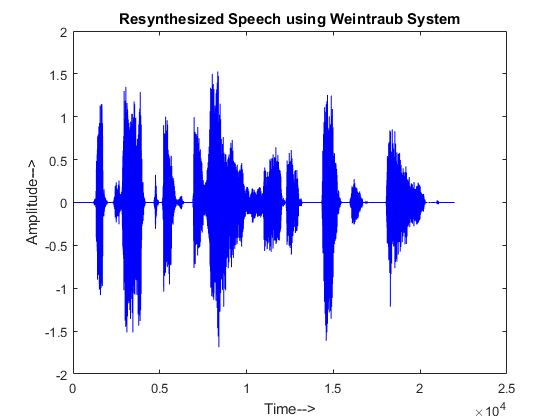 Resynthesized Speech using Weintraub System
2
1.5
1
0.5
0
-0.5
-1
-1.5
-2
Amplitude-->
0 0.5 1 1.5 2 2.5
Time-->
×10⁴